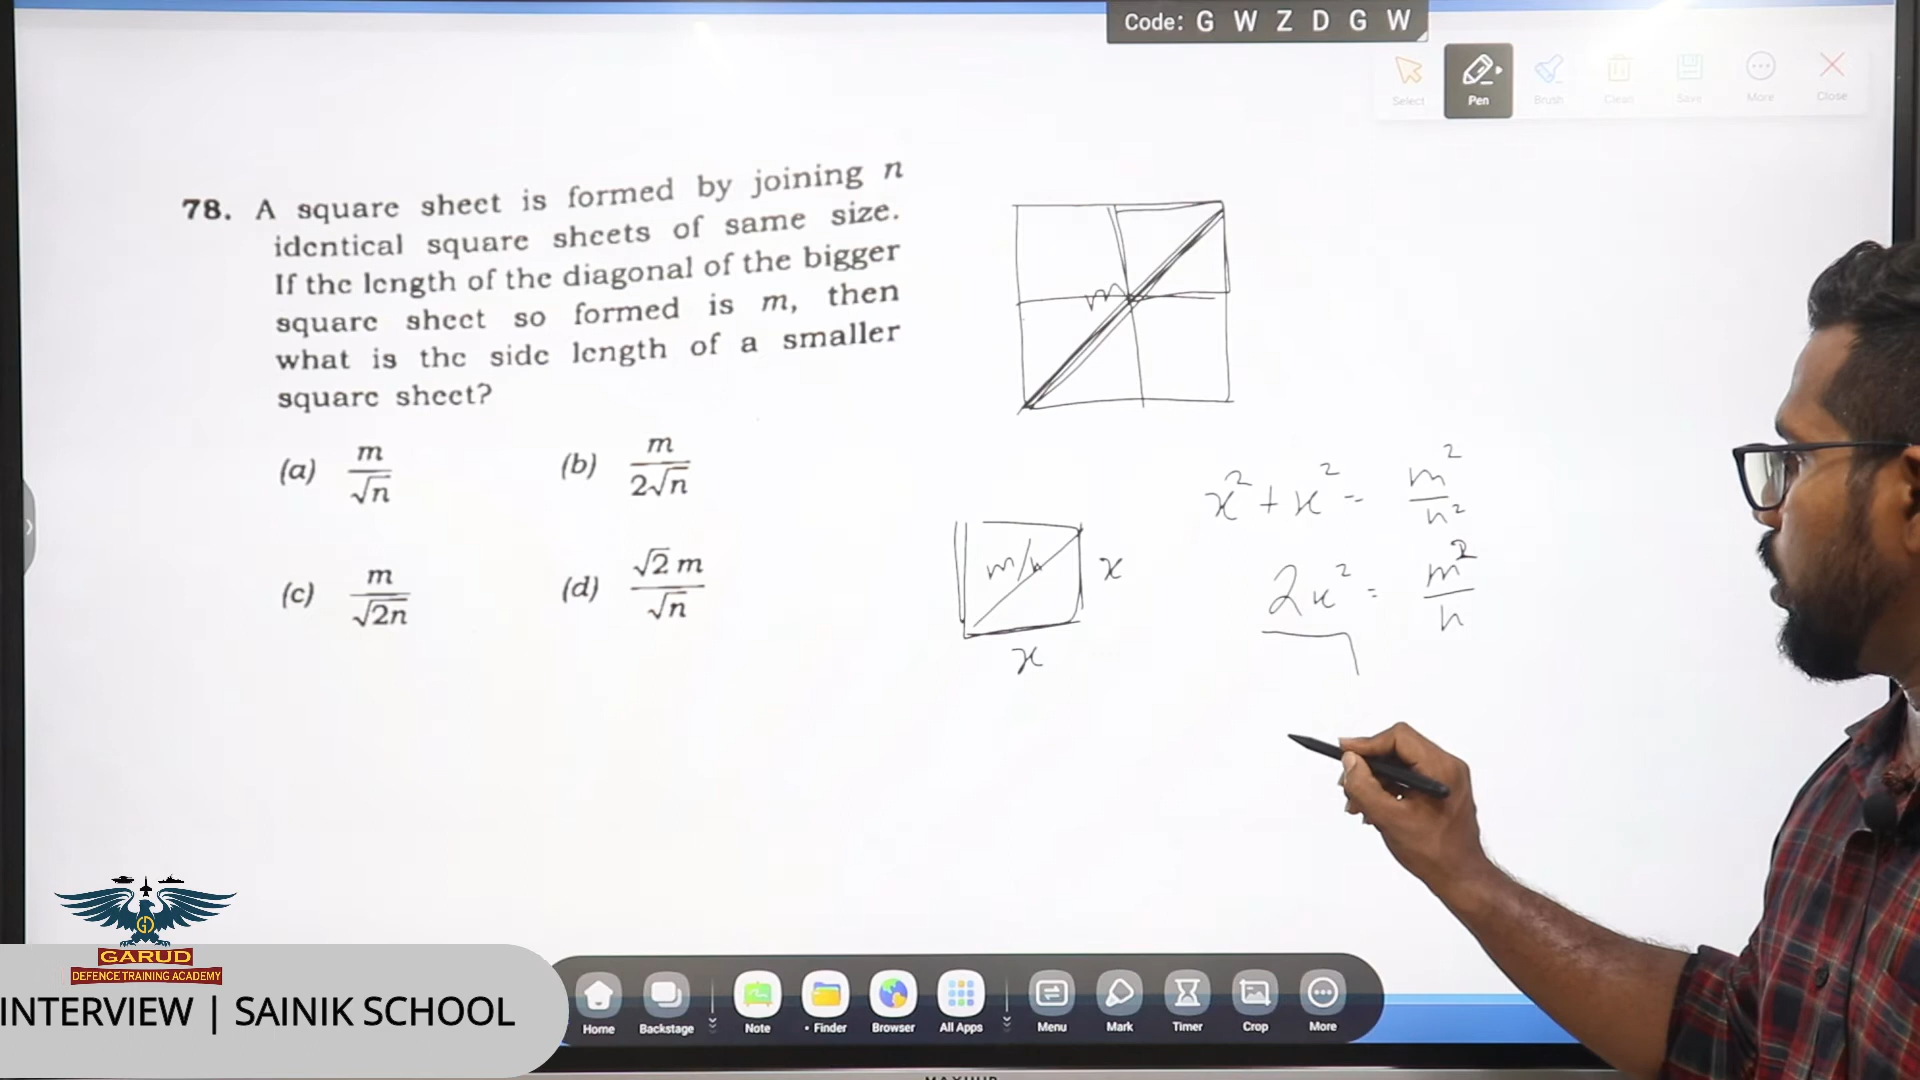 Code: G W Z D G W
Select Pen Brush Clean Save More Close
78. A square sheet is formed by joining n
identical square sheets of same size.
If the length of the diagonal of the bigger
square sheet so formed is m, then
what is the side length of a smaller
square sheet?
(a) m/√n (b) m/2√n
(c) m/√2n (d) √2 m/√n
m
m/n
x
x
x² + x² = m²/n²
2x² = m²/n
GD
GARUD
DEFENCE TRAINING ACADEMY
INTERVIEW | SAINIK SCHOOL
Home Backstage Note • Finder Browser All Apps Menu Mark Timer Crop More